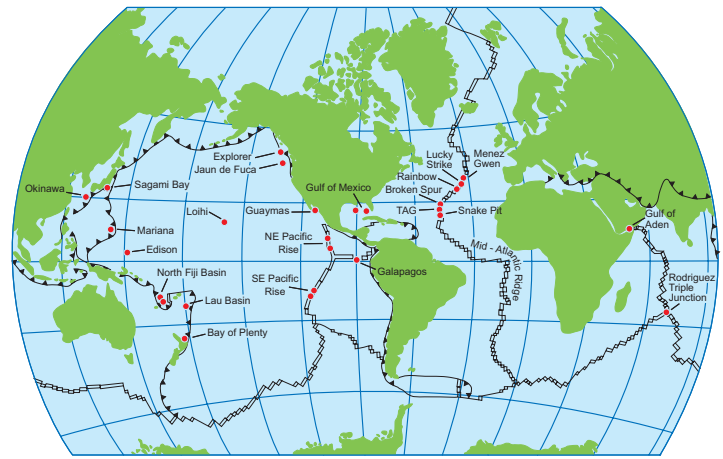 Explorer
Jaun de Fuca
Okinawa
Sagami Bay
Mariana
Edison
Loihi
Guaymas
Gulf of Mexico
Lucky
Strike
Menez
Gwen
Rainbow
Broken Spur
TAG
Snake Pit
NE Pacific
Rise
SE Pacific
Rise
Galapagos
Mid - Atlantic Ridge
Gulf of
Aden
Rodriguez
Triple
Junction
North Fiji Basin
Lau Basin
Bay of Plenty